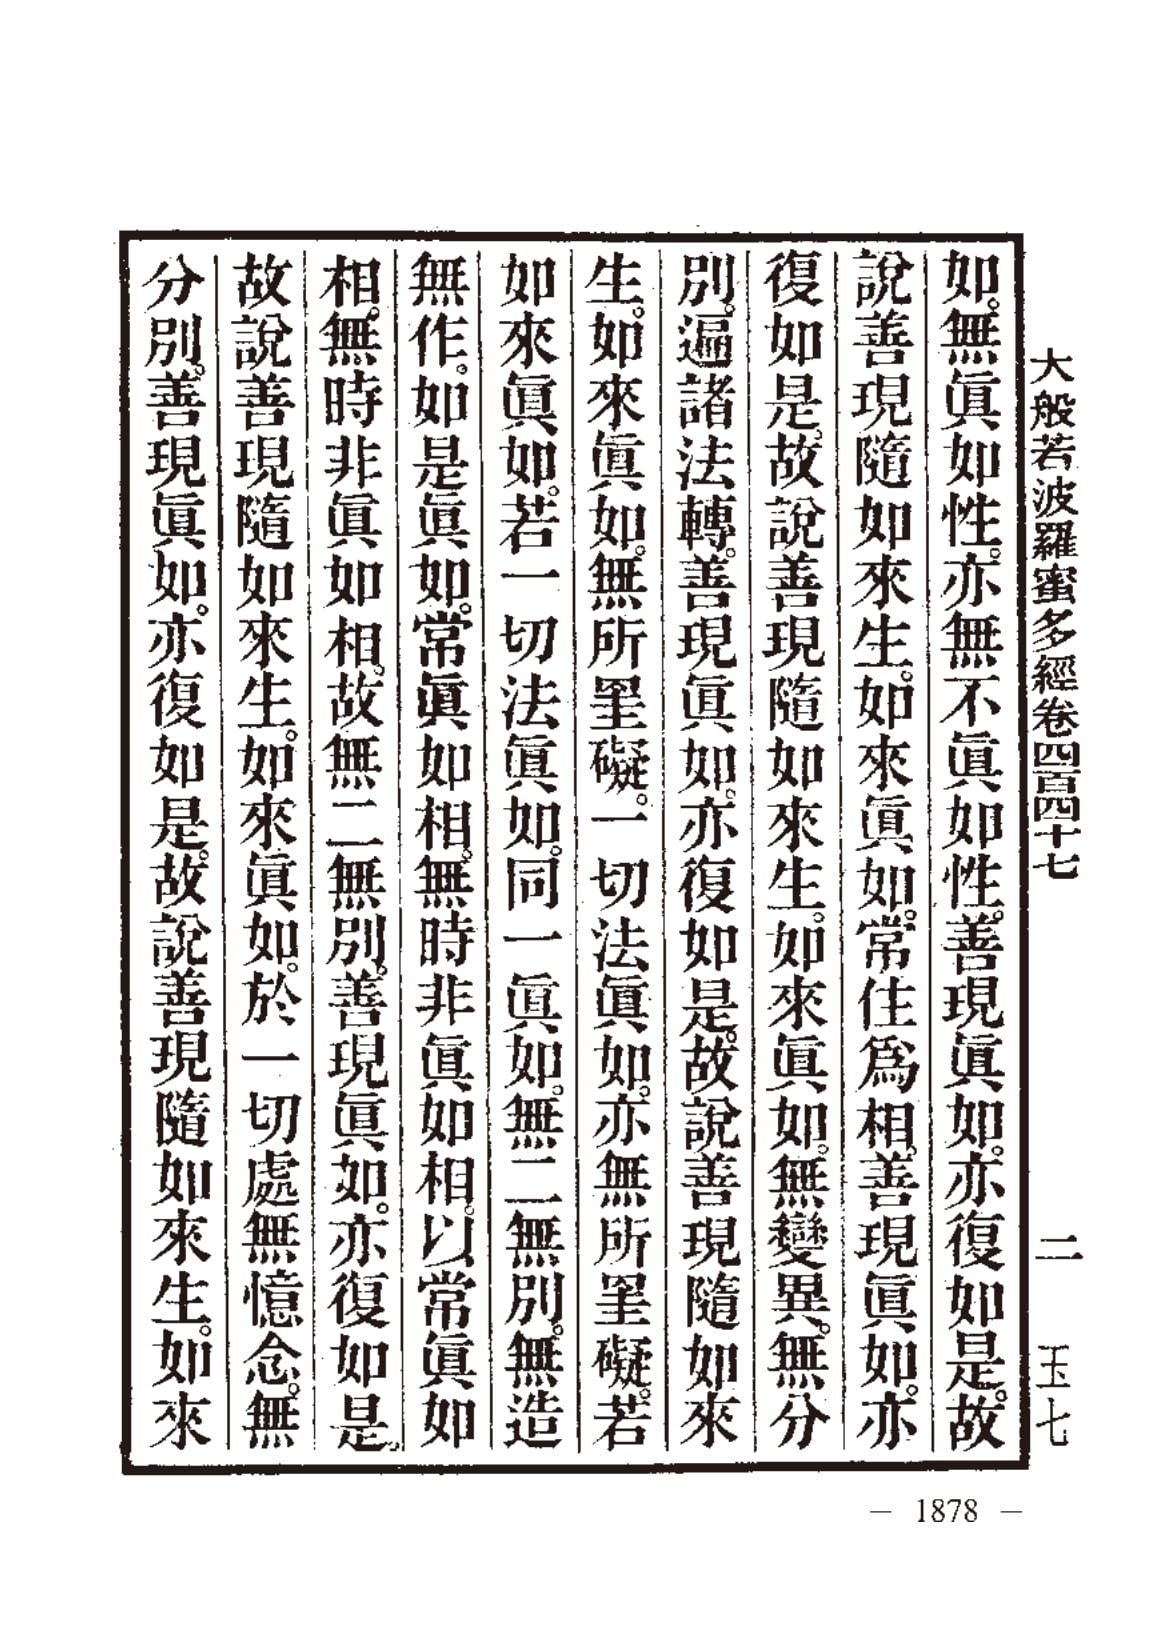 大般若波羅蜜多經卷四百四十七 二 玉七
如。無眞如性。亦無不眞如性。善現眞如。亦復如是。故
說善現隨如來生。如來眞如。常住爲相。善現眞如。亦
復如是。故說善現隨如來生。如來眞如。無變異。無分
別。遍諸法轉。善現眞如。亦復如是。故說善現隨如來
生。如來眞如。無所罣礙。一切法眞如。亦無所罣礙。若
如來眞如。若一切法眞如。同一眞如。無二無別。無造
無作。如是眞如。常眞如相。無時非眞如相。以常眞如
相。無時非眞如相。故無二無別。善現眞如。亦復如是。
故說善現隨如來生。如來眞如。於一切處無憶念。無
分別。善現眞如。亦復如是。故說善現隨如來生。如來
— 1878 —